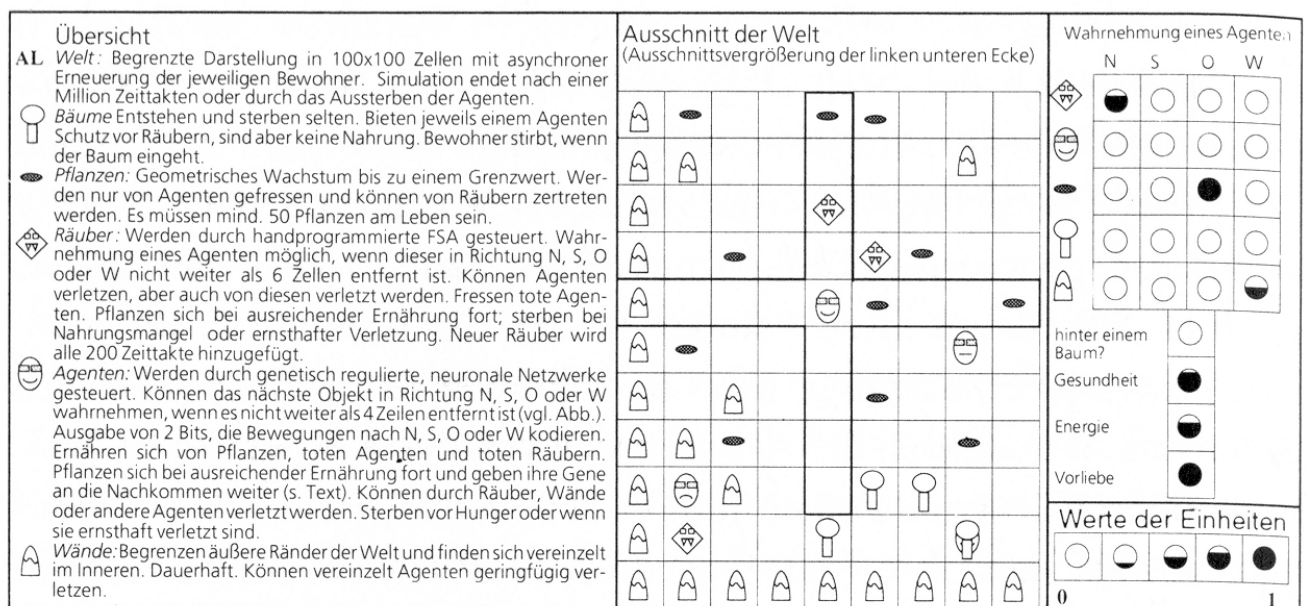 Übersicht
AL Welt: Begrenzte Darstellung in 100x100 Zellen mit asynchroner
Erneuerung der jeweiligen Bewohner. Simulation endet nach einer
Million Zeittakten oder durch das Aussterben der Agenten.
Bäume Entstehen und sterben selten. Bieten jeweils einem Agenten
Schutz vor Räubern, sind aber keine Nahrung. Bewohner stirbt, wenn
der Baum eingeht.
Pflanzen: Geometrisches Wachstum bis zu einem Grenzwert. Wer-
den nur von Agenten gefressen und können von Räubern zertreten
werden. Es müssen mind. 50 Pflanzen am Leben sein.
Räuber: Werden durch handprogrammierte FSA gesteuert. Wahr-
nehmung eines Agenten möglich, wenn dieser in Richtung N, S, O
oder W nicht weiter als 6 Zellen entfernt ist. Können Agenten
verletzen, aber auch von diesen verletzt werden. Fressen tote Agen-
ten. Pflanzen sich bei ausreichender Ernährung fort; sterben bei
Nahrungsmangel oder ernsthafter Verletzung. Neuer Räuber wird
alle 200 Zeittakte hinzugefügt.
Agenten: Werden durch genetisch regulierte, neuronale Netzwerke
gesteuert. Können das nächste Objekt in Richtung N, S, O oder W
wahrnehmen, wenn es nicht weiter als 4 Zeilen entfernt ist (vgl. Abb.).
Ausgabe von 2 Bits, die Bewegungen nach N, S, O oder W kodieren.
Ernähren sich von Pflanzen, toten Agenten und toten Räubern.
Pflanzen sich bei ausreichender Ernährung fort und geben ihre Gene
an die Nachkommen weiter (s. Text). Können durch Räuber, Wände
oder andere Agenten verletzt werden. Sterben vor Hunger oder wenn
sie ernsthaft verletzt sind.
Wände: Begrenzen äußere Ränder der Welt und finden sich vereinzelt
im Inneren. Dauerhaft. Können vereinzelt Agenten geringfügig ver-
letzen.
Ausschnitt der Welt
(Ausschnittsvergrößerung der linken unteren Ecke)
Wahrnehmung eines Agenten
N S O W
hinter einem
Baum?
Gesundheit
Energie
Vorliebe
Werte der Einheiten
0 1